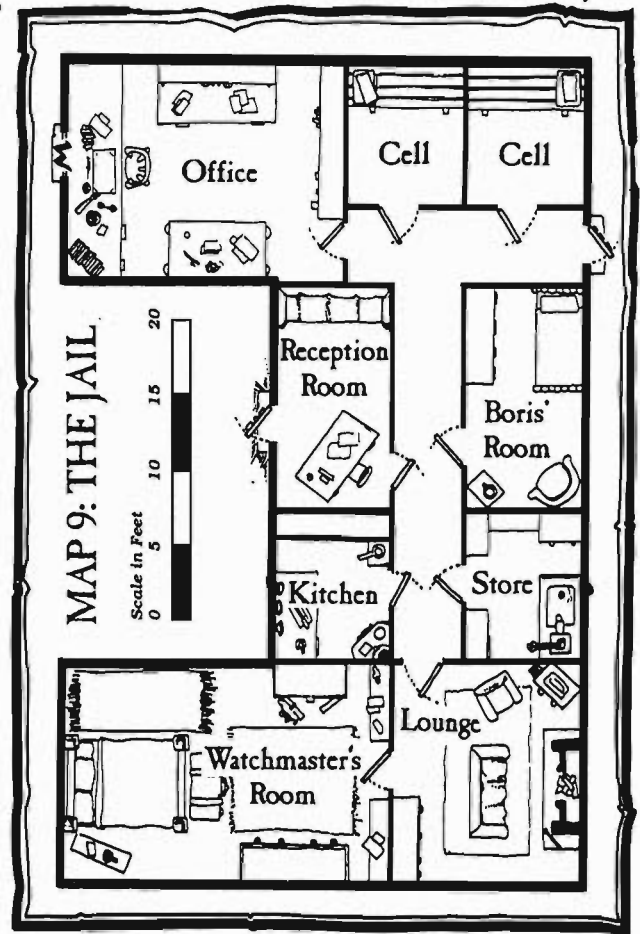 Office
Cell
Cell
Reception
Room
Boris'
Room
Kitchen
Store
Lounge
Watchmaster's
Room
MAP 9: THE JAIL
Scale in Feet
0 5 10 15 20